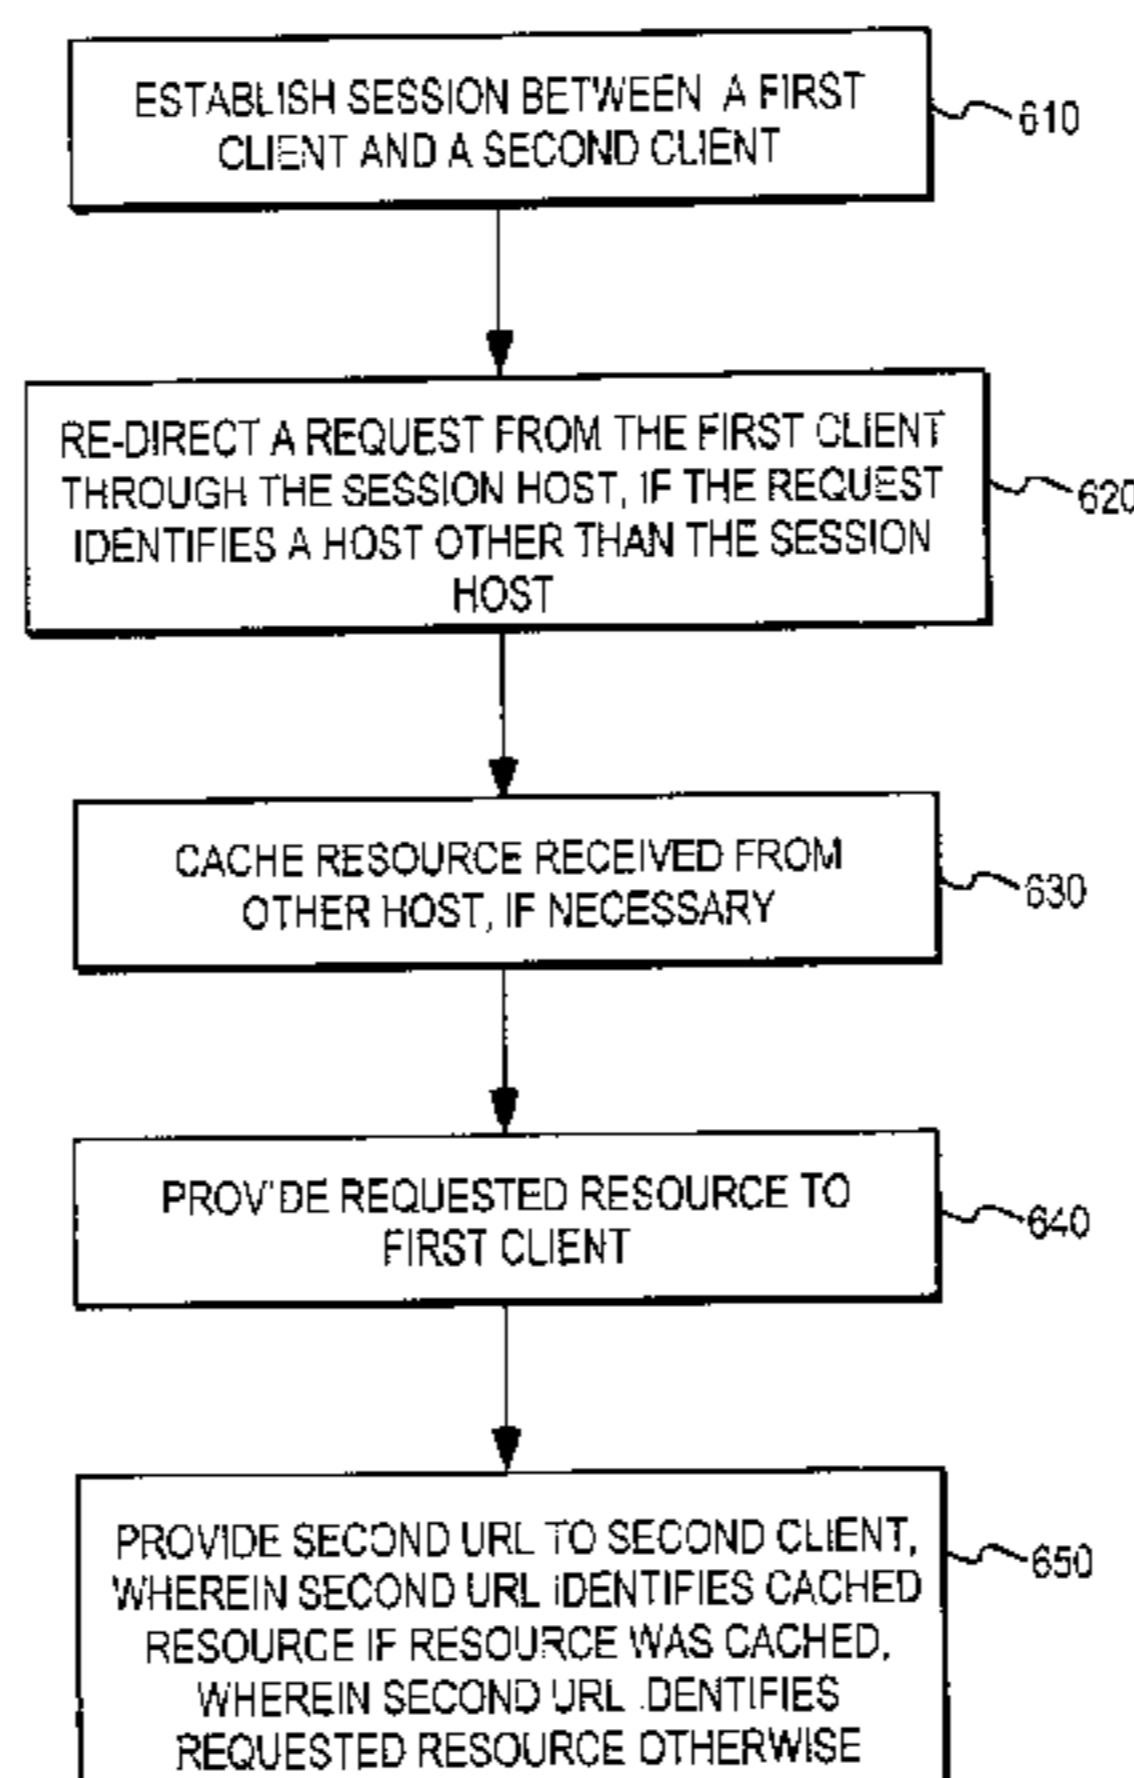 ESTABLISH SESSION BETWEEN A FIRST
CLIENT AND A SECOND CLIENT
610
RE-DIRECT A REQUEST FROM THE FIRST CLIENT
THROUGH THE SESSION HOST, IF THE REQUEST
IDENTIFIES A HOST OTHER THAN THE SESSION
HOST
620
CACHE RESOURCE RECEIVED FROM
OTHER HOST, IF NECESSARY
630
PROVIDE REQUESTED RESOURCE TO
FIRST CLIENT
640
PROVIDE SECOND URL TO SECOND CLIENT,
WHEREIN SECOND URL IDENTIFIES CACHED
RESOURCE IF RESOURCE WAS CACHED,
WHEREIN SECOND URL IDENTIFIES
REQUESTED RESOURCE OTHERWISE
650